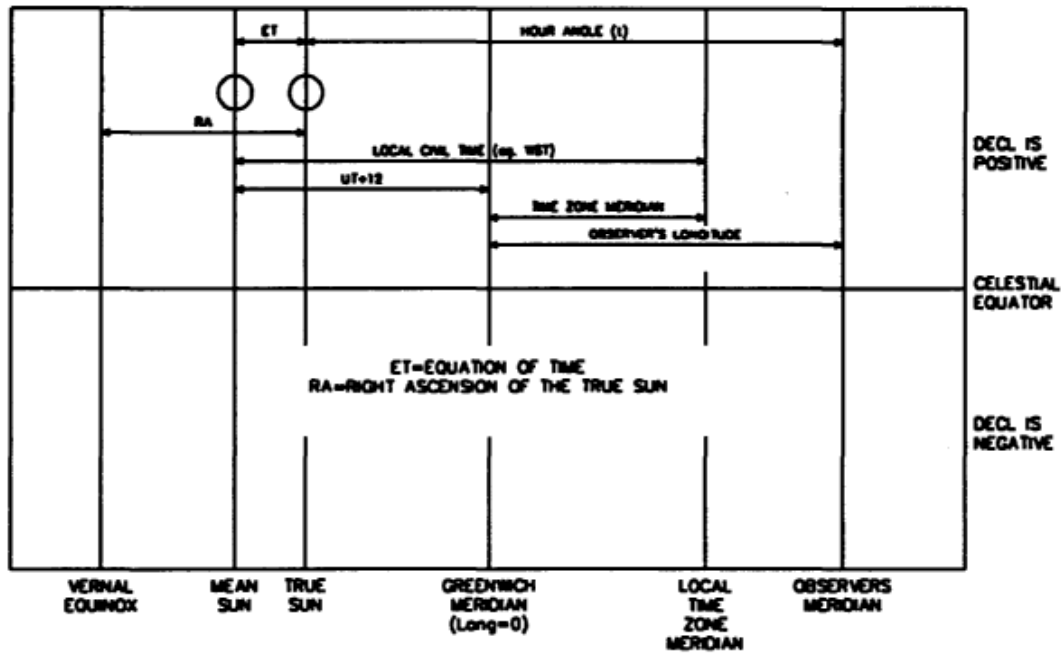 ET
HOUR ANGLE (t)
RA
LOCAL CIVIL TIME (eg. WST)
UT+12
TIME ZONE MERIDIAN
OBSERVER'S LONGITUDE
DECL IS
POSITIVE
CELESTIAL
EQUATOR
ET=EQUATION OF TIME
RA=RIGHT ASCENSION OF THE TRUE SUN
DECL IS
NEGATIVE
VERNAL
EQUINOX
MEAN
SUN
TRUE
SUN
GREENWICH
MERIDIAN
(Long=0)
LOCAL
TIME
ZONE
MERIDIAN
OBSERVERS
MERIDIAN